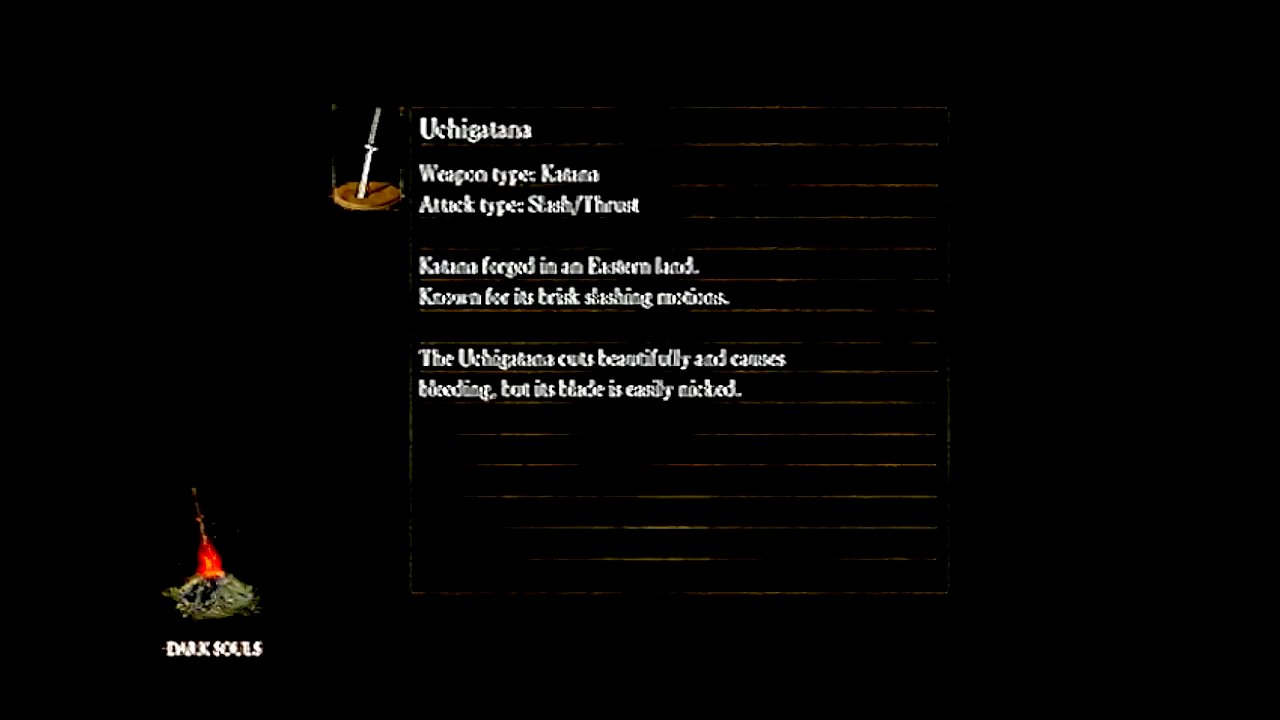 Uchigatana
Weapon type: Katana
Attack type: Slash/Thrust
Katana forged in an Eastern land.
Known for its brisk slashing motions.
The Uchigatana cuts beautifully and causes
bleeding, but its blade is easily nicked.
DARK SOULS